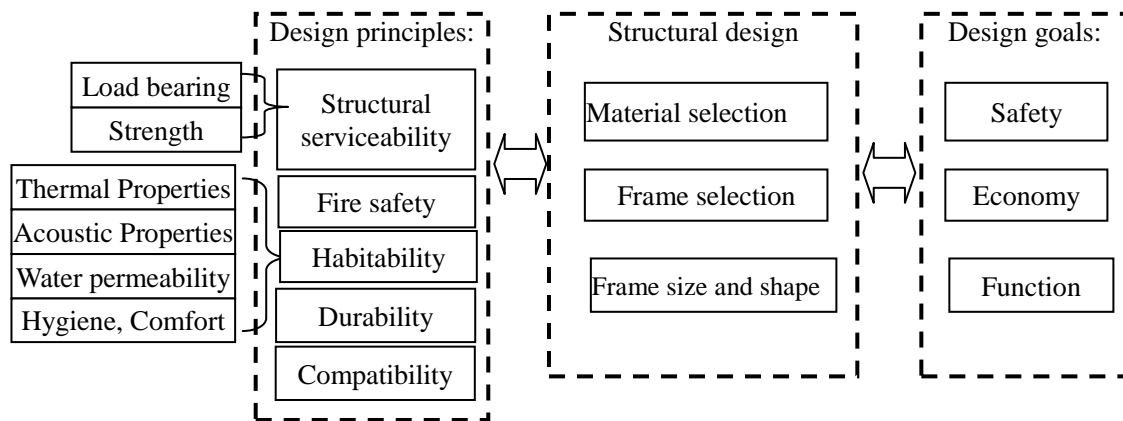 Design principles:
Load bearing
Strength
Thermal Properties
Acoustic Properties
Water permeability
Hygiene, Comfort
Structural
serviceability
Fire safety
Habitability
Durability
Compatibility
Structural design
Material selection
Frame selection
Frame size and shape
Design goals:
Safety
Economy
Function